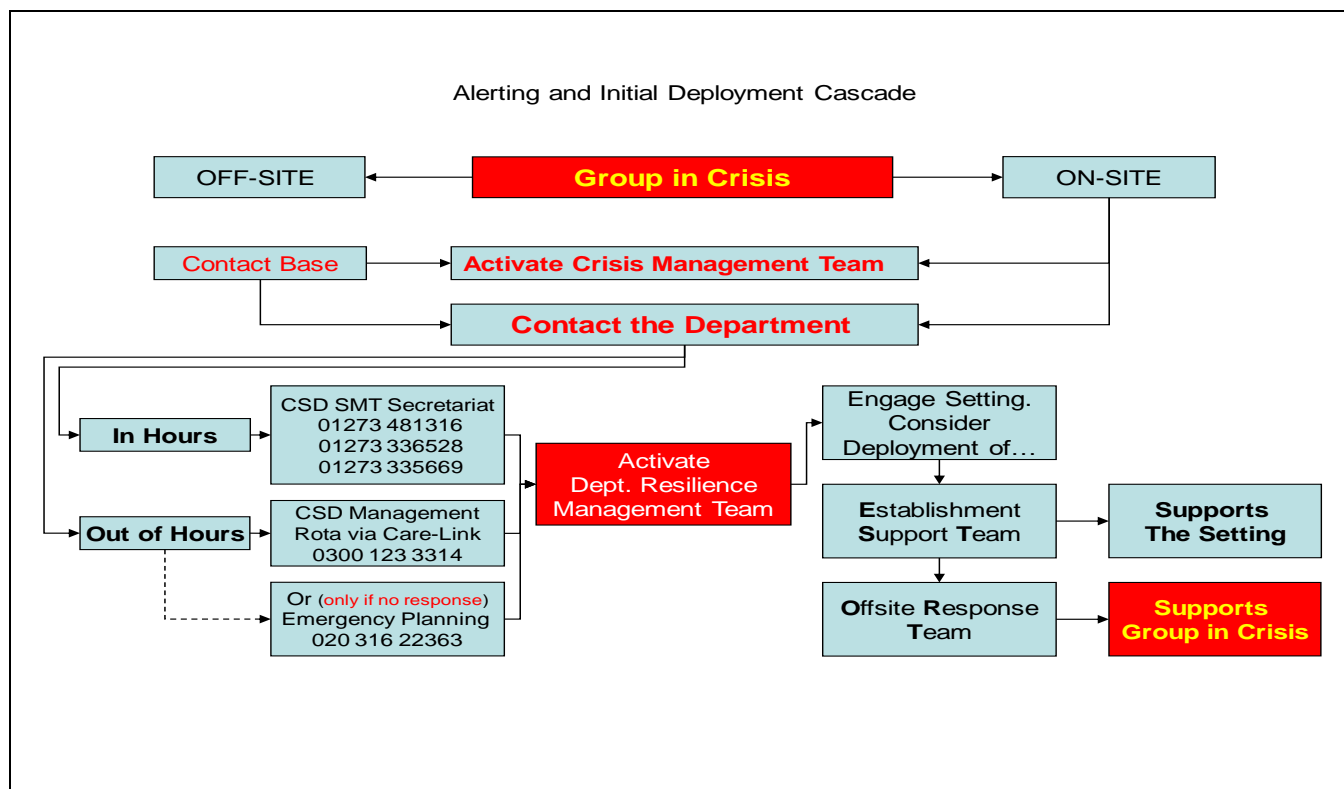 Alerting and Initial Deployment Cascade
OFF-SITE
Group in Crisis
ON-SITE
Contact Base
Activate Crisis Management Team
Contact the Department
In Hours
CSD SMT Secretariat
01273 481316
01273 336528
01273 335669
Out of Hours
CSD Management
Rota via Care-Link
0300 123 3314
Or (only if no response)
Emergency Planning
020 316 22363
Activate
Dept. Resilience
Management Team
Engage Setting.
Consider
Deployment of…
Establishment
Support Team
Supports
The Setting
Offsite Response
Team
Supports
Group in Crisis